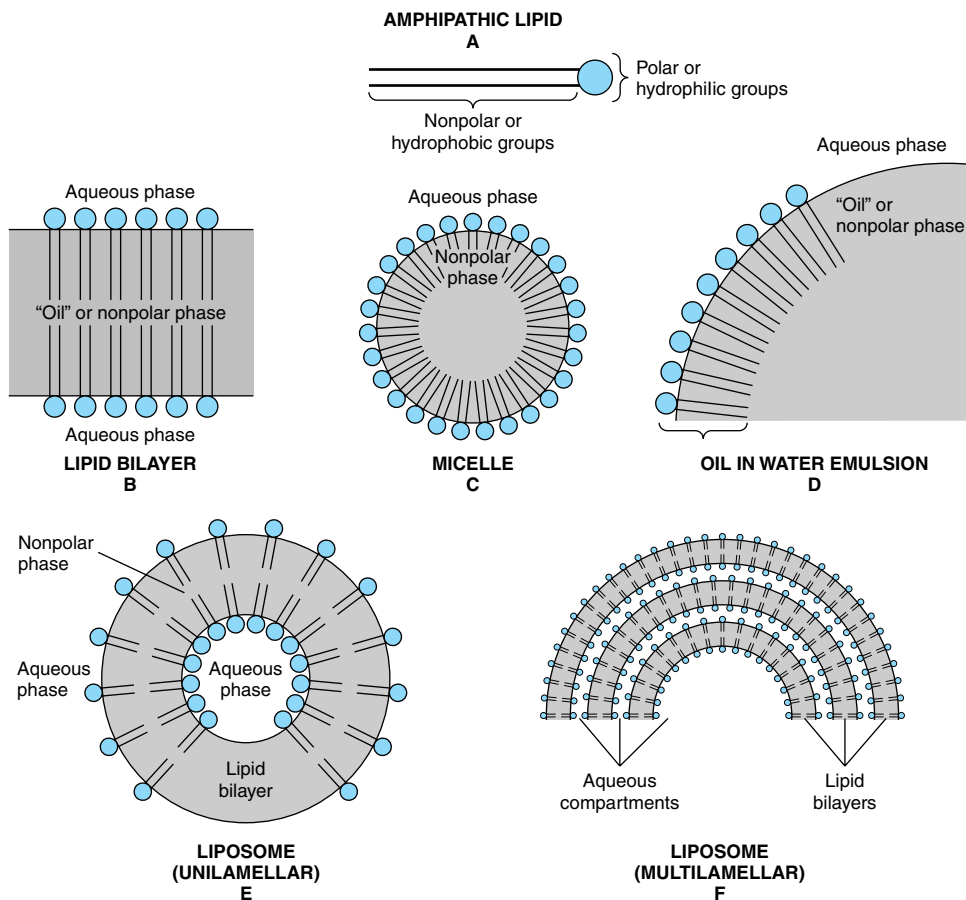 AMPHIPATHIC LIPID
A
Polar or
hydrophilic groups
Nonpolar or
hydrophobic groups
Aqueous phase
"Oil" or nonpolar phase
Aqueous phase
LIPID BILAYER
B
Aqueous phase
Nonpolar
phase
MICELLE
C
Aqueous phase
"Oil" or
nonpolar phase
OIL IN WATER EMULSION
D
Nonpolar
phase
Aqueous
phase
Aqueous
phase
Lipid
bilayer
LIPOSOME
(UNILAMELLAR)
E
Aqueous
compartments
Lipid
bilayers
LIPOSOME
(MULTILAMELLAR)
F